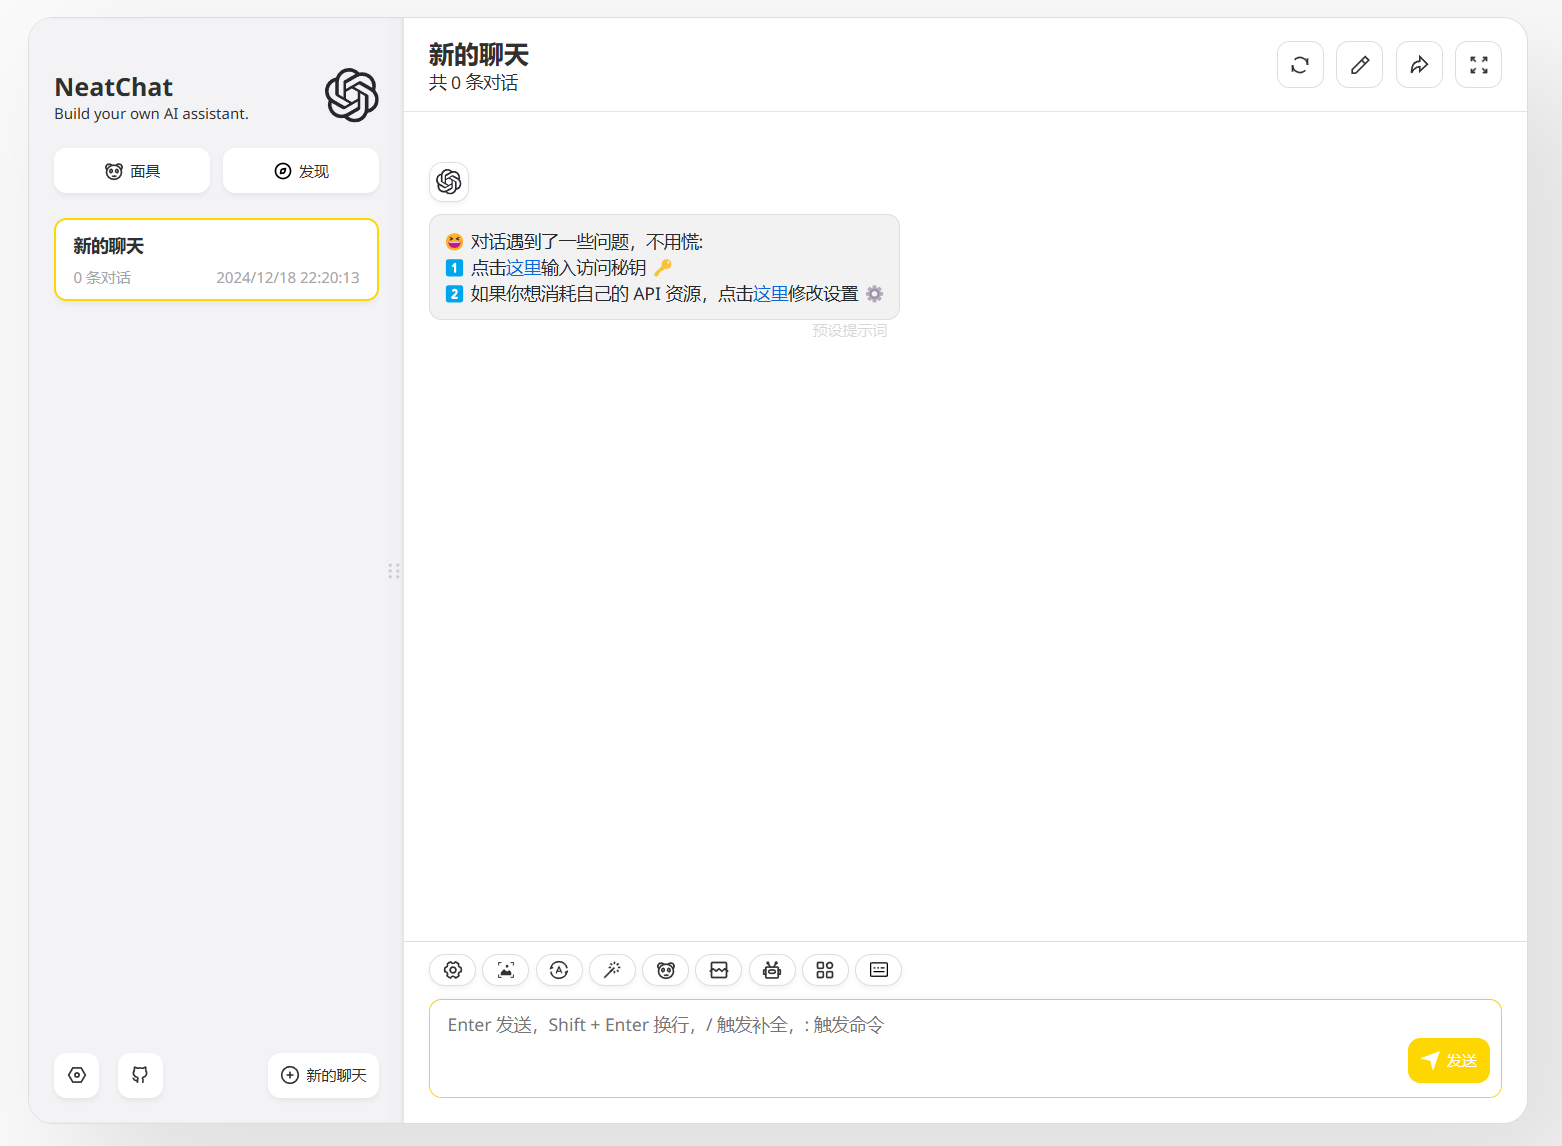 NeatChat
Build your own AI assistant.
面具
发现
新的聊天
0 条对话
2024/12/18 22:20:13
新的聊天
新的聊天
共 0 条对话
😆 对话遇到了一些问题，不用慌:
1️⃣ 点击这里输入访问秘钥 🔑
2️⃣ 如果你想消耗自己的 API 资源，点击这里修改设置 ⚙️
预设提示词
Enter 发送，Shift + Enter 换行，/ 触发补全，: 触发命令
发送